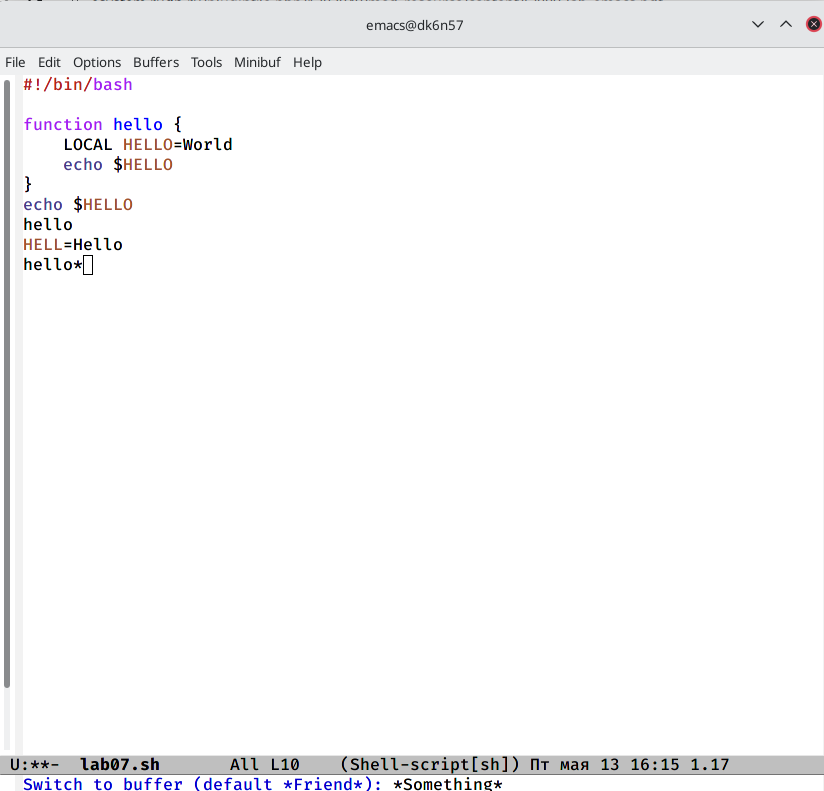 emacs@dk6n57
File Edit Options Buffers Tools Minibuf Help
#!/bin/bash
function hello {
    LOCAL HELLO=World
    echo $HELLO
}
echo $HELLO
hello
HELL=Hello
hello*
U:**-  lab07.sh       All L10    (Shell-script[sh]) Пт мая 13 16:15 1.17
Switch to buffer (default *Friend*): *Something*